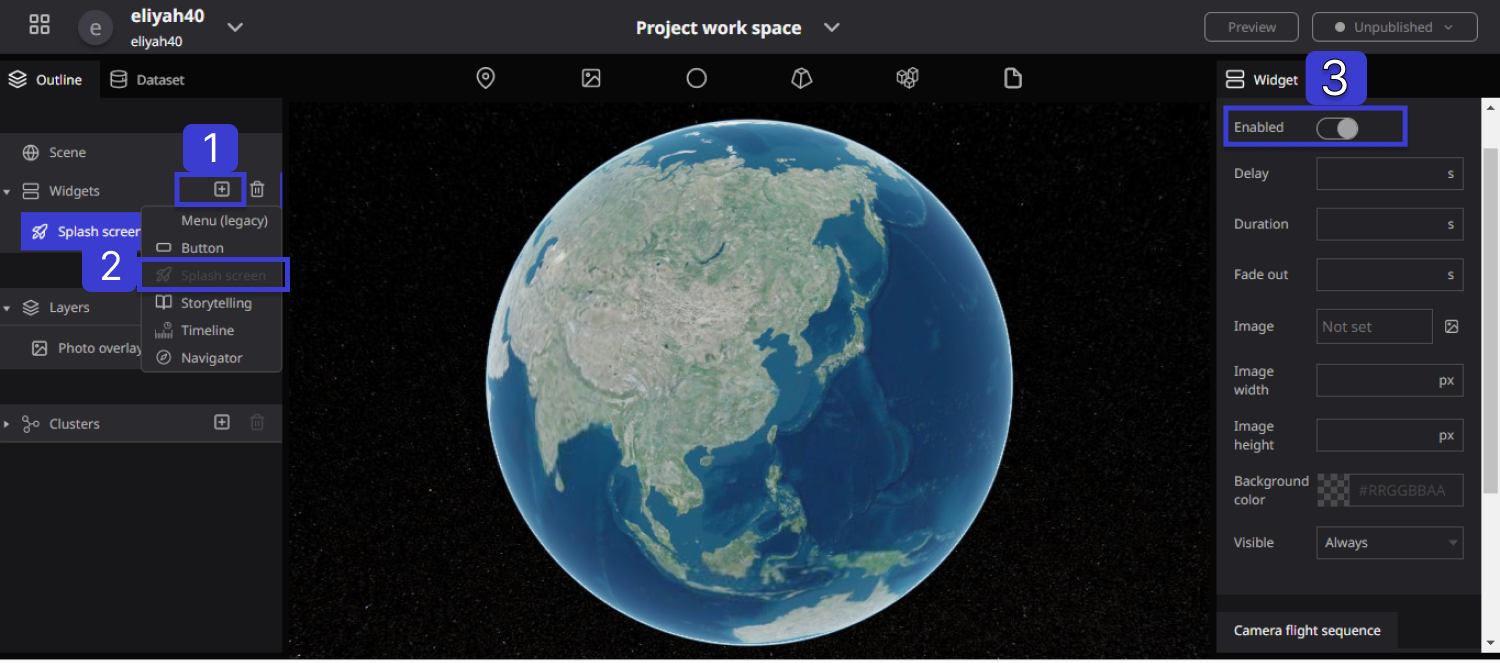 e
eliyah40
eliyah40
Project work space
Preview
Unpublished
Outline
Dataset
Widget
3
1
Scene
Widgets
Menu (legacy)
Splash screen
Button
2
Splash screen
Layers
Storytelling
Timeline
Photo overlay
Navigator
Clusters
Enabled
Delay
s
Duration
s
Fade out
s
Image
Not set
Image
width
px
Image
height
px
Background
color
#RRGGBBAA
Visible
Always
Camera flight sequence